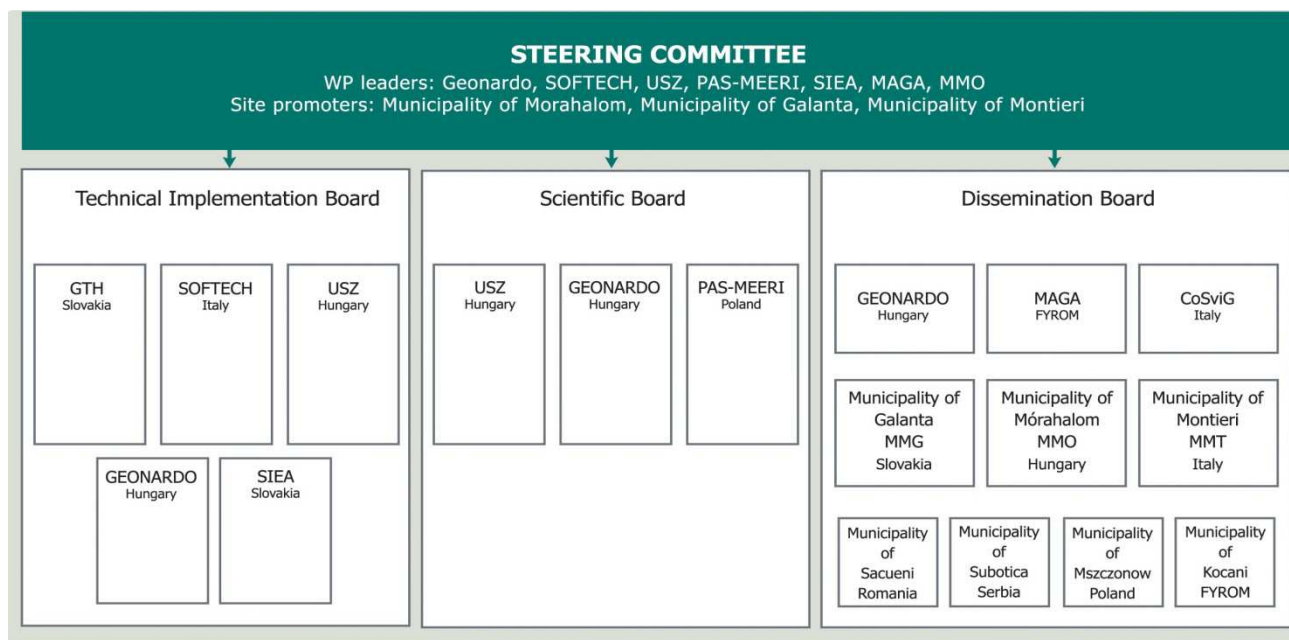 STEERING COMMITTEE
WP leaders: Geonardo, SOFTECH, USZ, PAS-MEERI, SIEA, MAGA, MMO
Site promoters: Municipality of Morahalom, Municipality of Galanta, Municipality of Montieri
Technical Implementation Board
GTH
Slovakia
SOFTECH
Italy
USZ
Hungary
GEONARDO
Hungary
SIEA
Slovakia
Scientific Board
USZ
Hungary
GEONARDO
Hungary
PAS-MEERI
Poland
Dissemination Board
GEONARDO
Hungary
MAGA
FYROM
CoSviG
Italy
Municipality of
Galanta
MMG
Slovakia
Municipality of
Mórahalom
MMO
Hungary
Municipality of
Montieri
MMT
Italy
Municipality
of
Sacueni
Romania
Municipality
of
Subotica
Serbia
Municipality
of
Mszczonow
Poland
Municipality
of
Kocani
FYROM